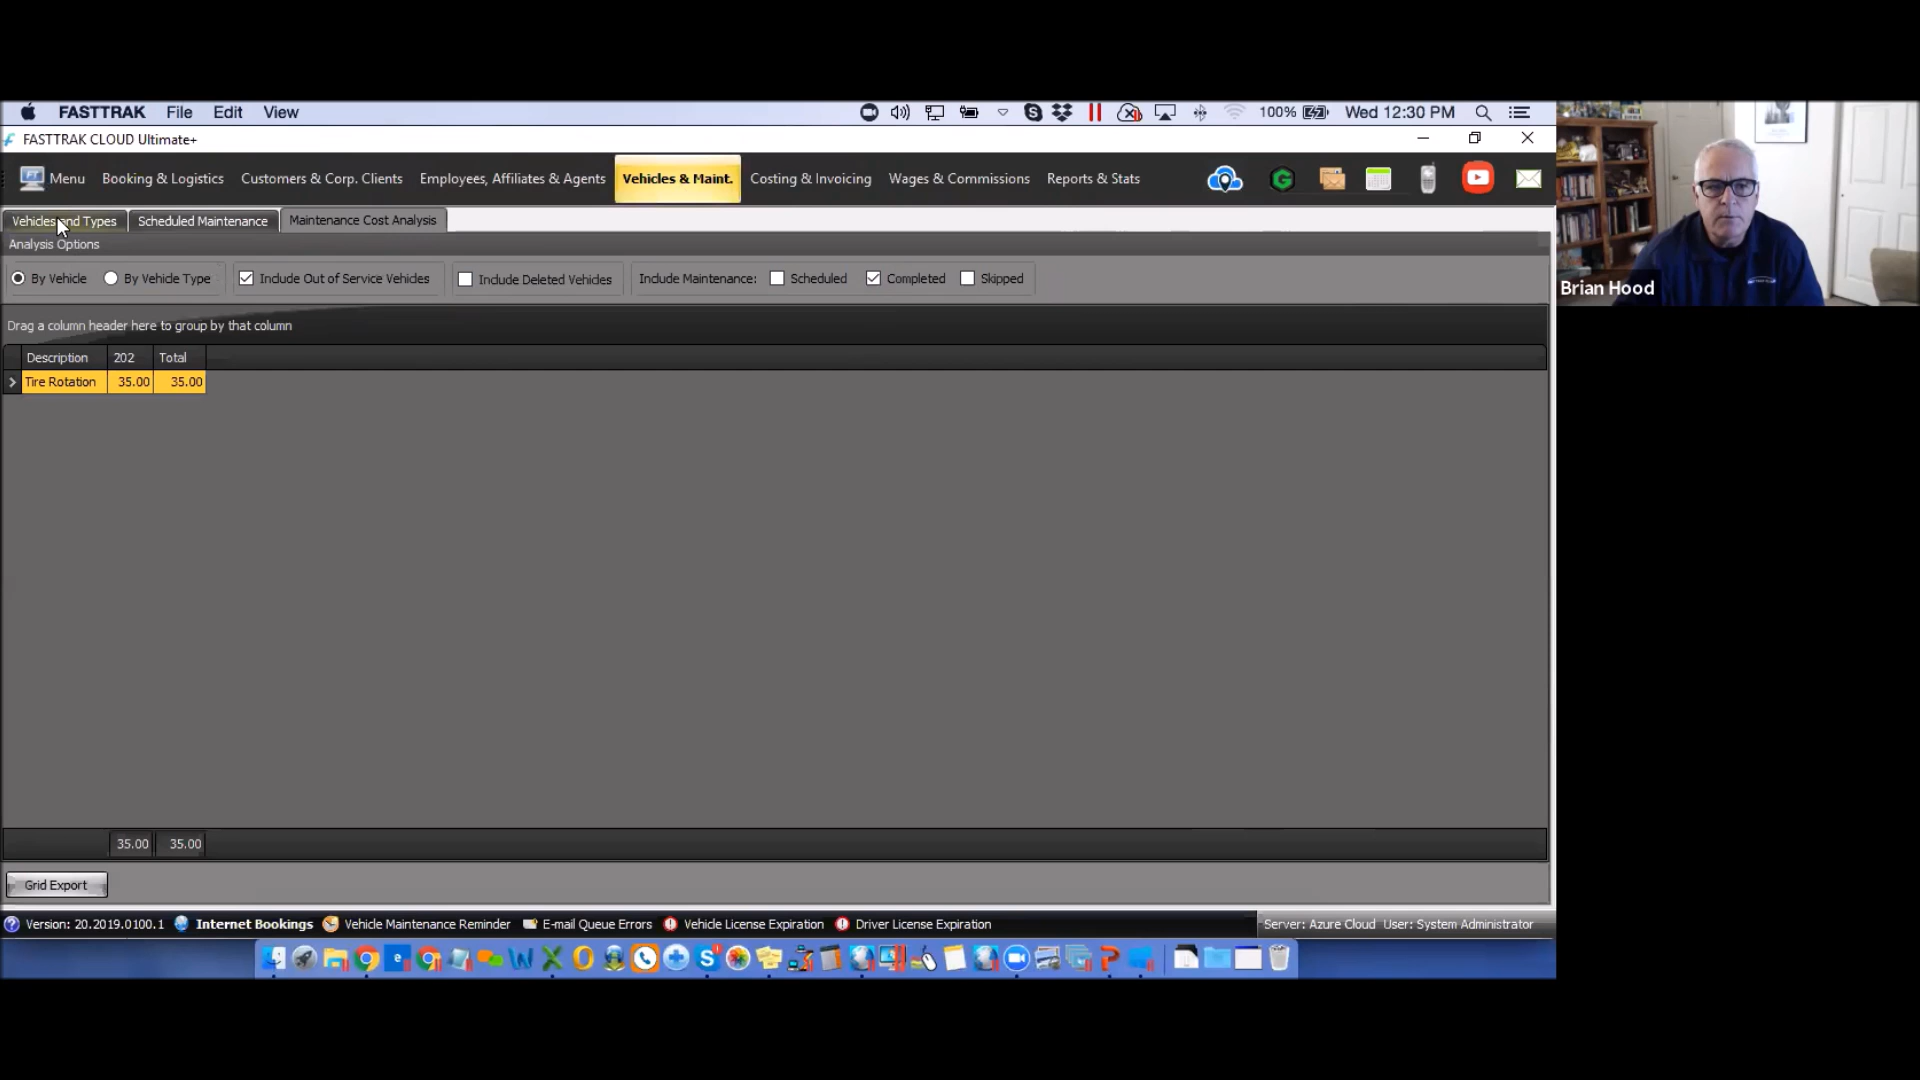 FASTTRAK File Edit View 100% Wed 12:30 PM
FASTTRAK CLOUD Ultimate+
Menu Booking & Logistics Customers & Corp. Clients Employees, Affiliates & Agents Vehicles & Maint. Costing & Invoicing Wages & Commissions Reports & Stats
Vehicles and Types Scheduled Maintenance Maintenance Cost Analysis
Analysis Options
By Vehicle By Vehicle Type Include Out of Service Vehicles Include Deleted Vehicles Include Maintenance: Scheduled Completed Skipped
Brian Hood
Drag a column header here to group by that column
Description 202 Total
Tire Rotation 35.00 35.00
35.00 35.00
Grid Export
Version: 20.2019.0100.1 Internet Bookings Vehicle Maintenance Reminder E-mail Queue Errors Vehicle License Expiration Driver License Expiration Server: Azure Cloud User: System Administrator